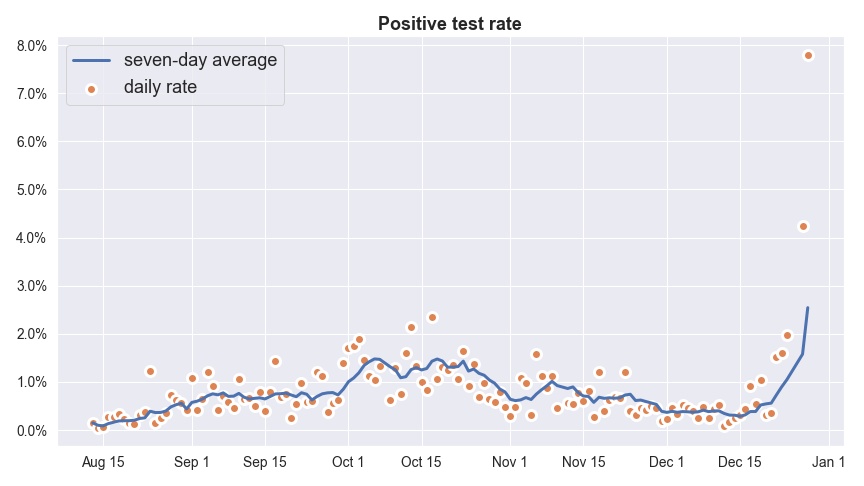 Positive test rate
seven-day average
daily rate
8.0%
7.0%
6.0%
5.0%
4.0%
3.0%
2.0%
1.0%
0.0%
Aug 15 Sep 1 Sep 15 Oct 1 Oct 15 Nov 1 Nov 15 Dec 1 Dec 15 Jan 1